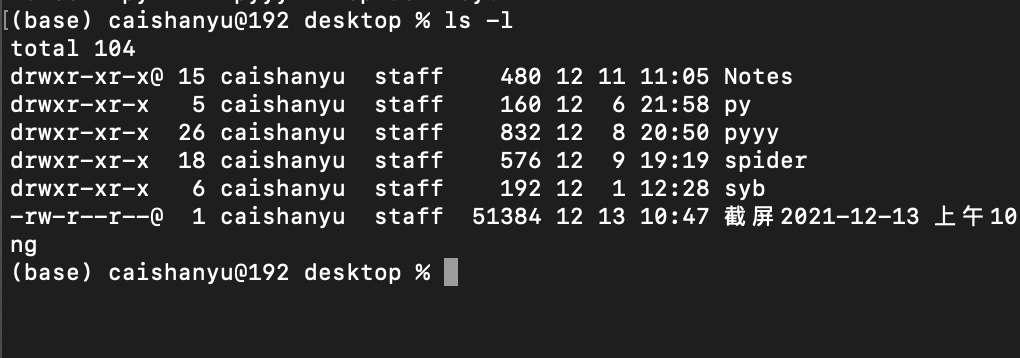 (base) caishanyu@192 desktop % ls -l
total 104
drwxr-xr-x@ 15 caishanyu  staff    480 12 11 11:05 Notes
drwxr-xr-x   5 caishanyu  staff    160 12  6 21:58 py
drwxr-xr-x  26 caishanyu  staff    832 12  8 20:50 pyyy
drwxr-xr-x  18 caishanyu  staff    576 12  9 19:19 spider
drwxr-xr-x   6 caishanyu  staff    192 12  1 12:28 syb
-rw-r--r--@  1 caishanyu  staff  51384 12 13 10:47 截屏2021-12-13 上午10
ng
(base) caishanyu@192 desktop %